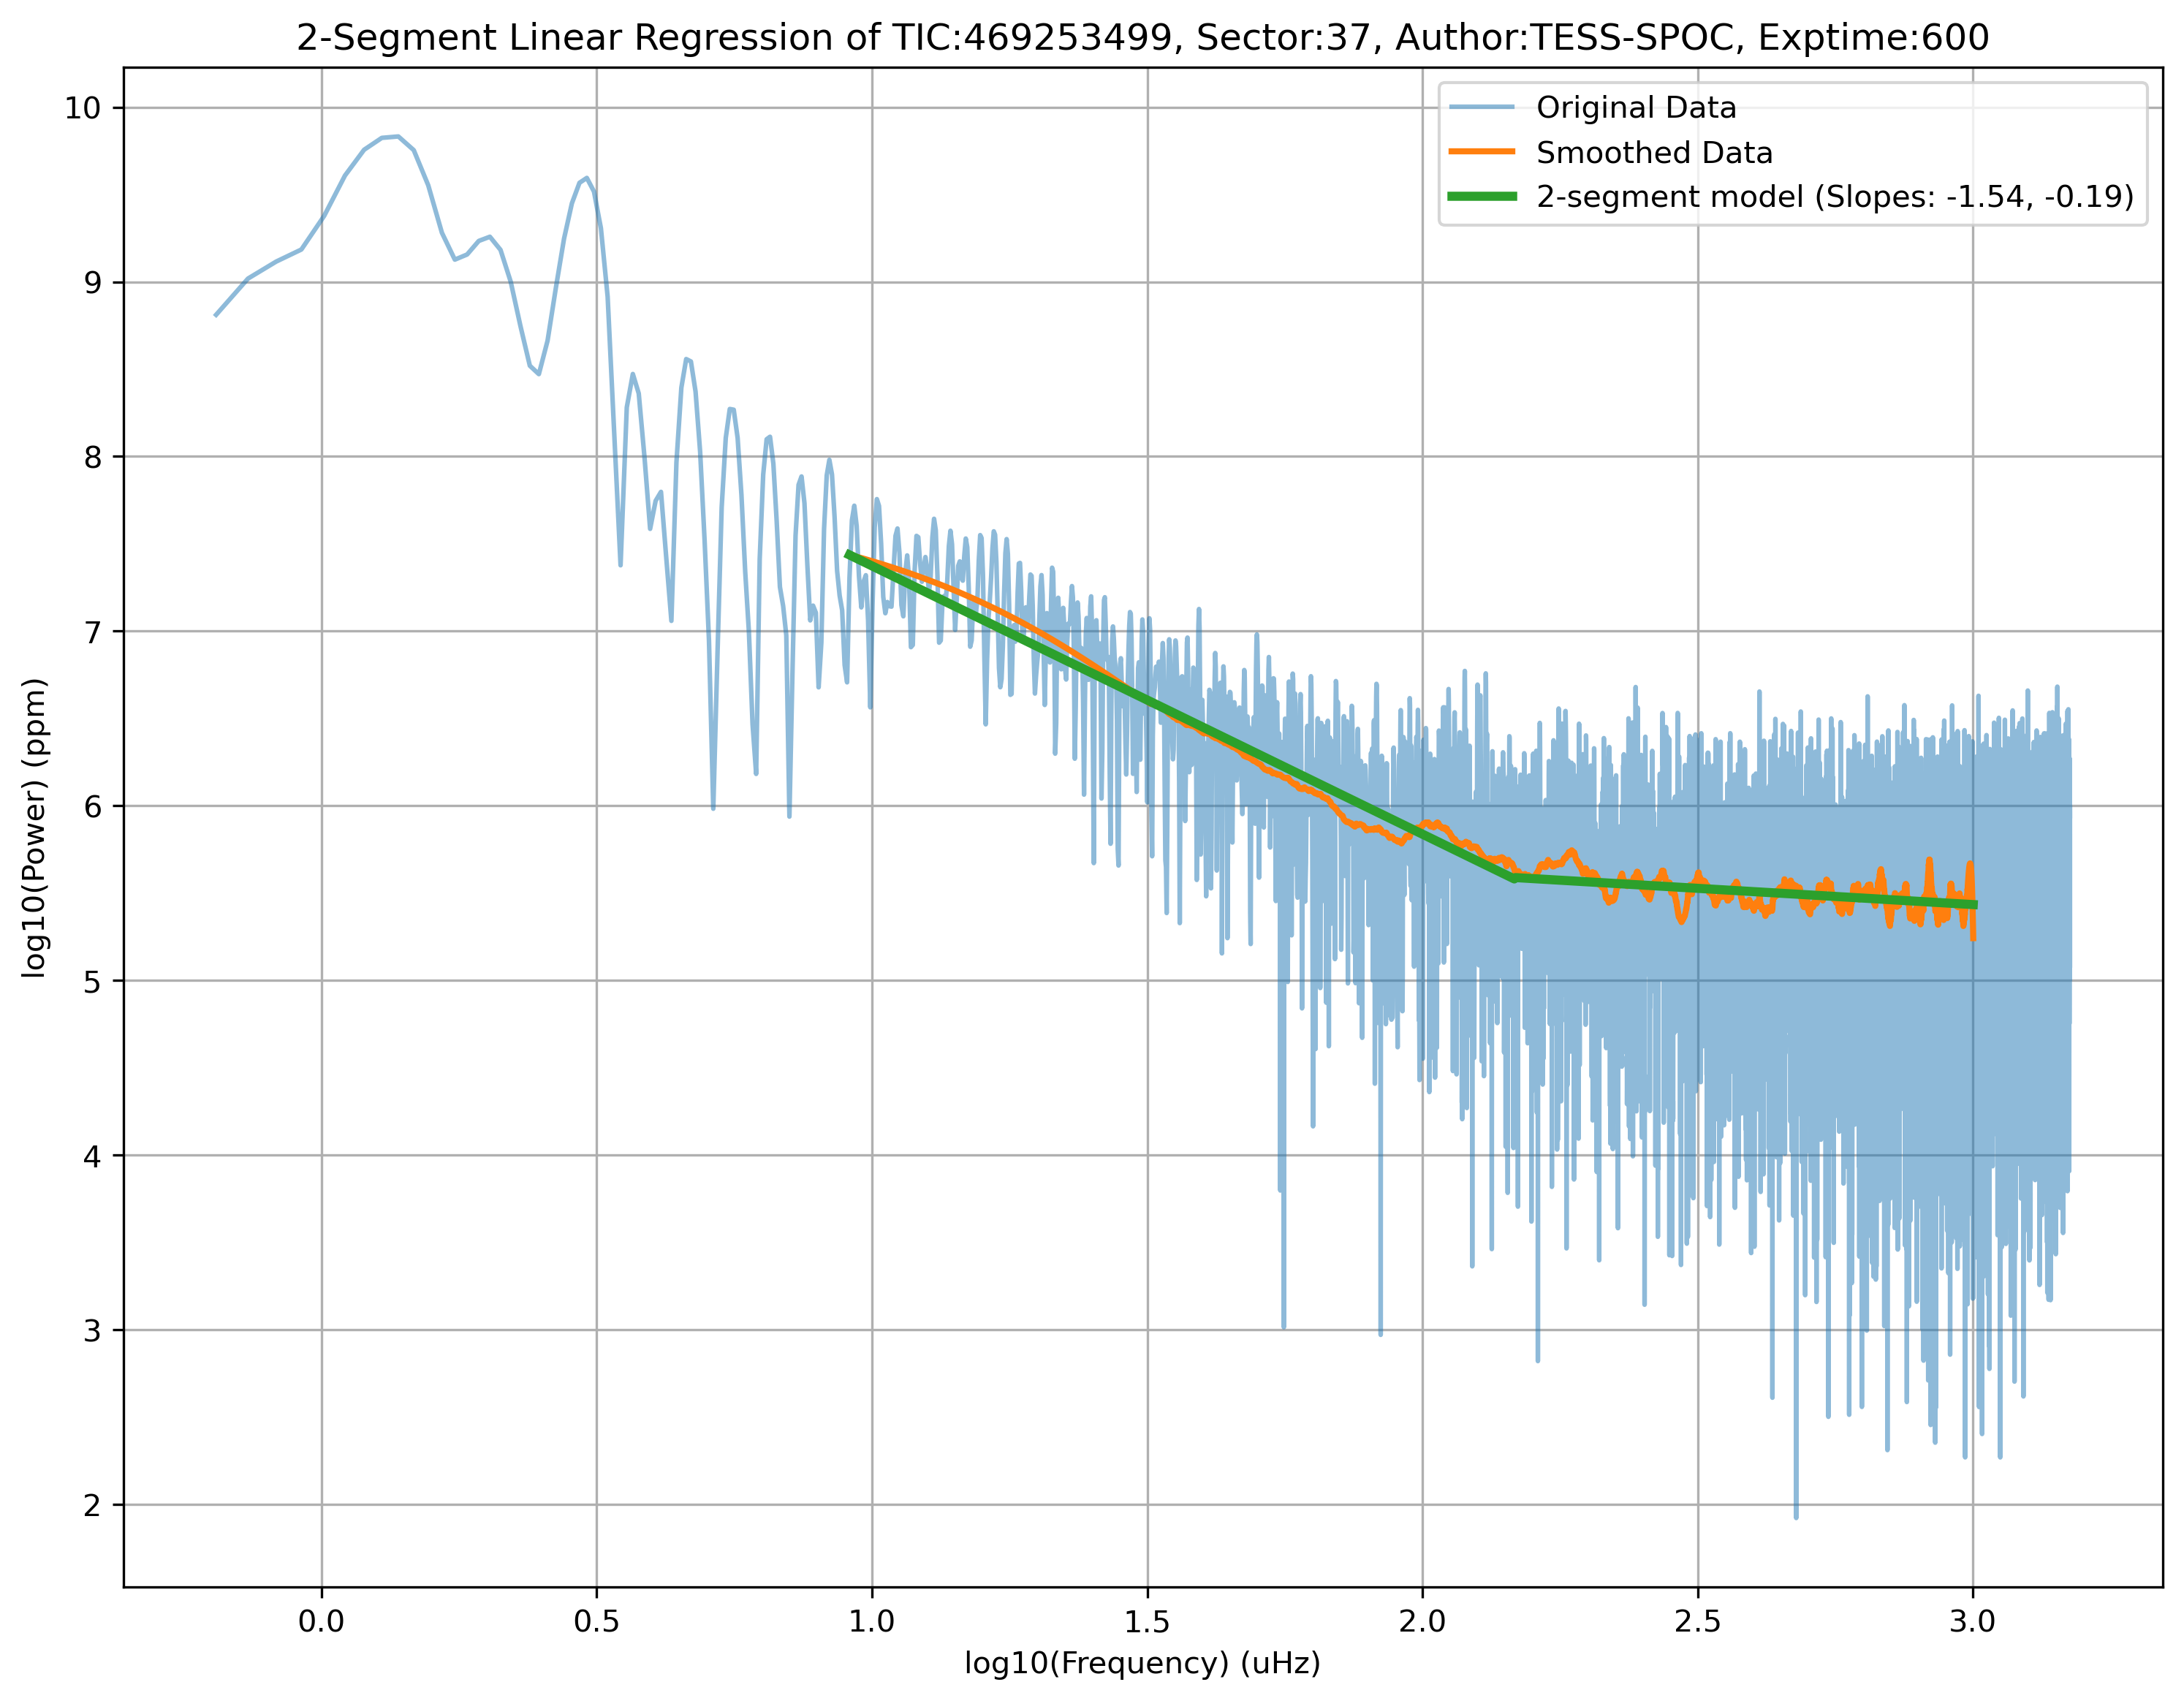 2-Segment Linear Regression of TIC:469253499, Sector:37, Author:TESS-SPOC, Exptime:600
Original Data
Smoothed Data
2-segment model (Slopes: -1.54, -0.19)
log10(Power) (ppm)
10
9
8
7
6
5
4
3
2
0.0 0.5 1.0 1.5 2.0 2.5 3.0
log10(Frequency) (uHz)